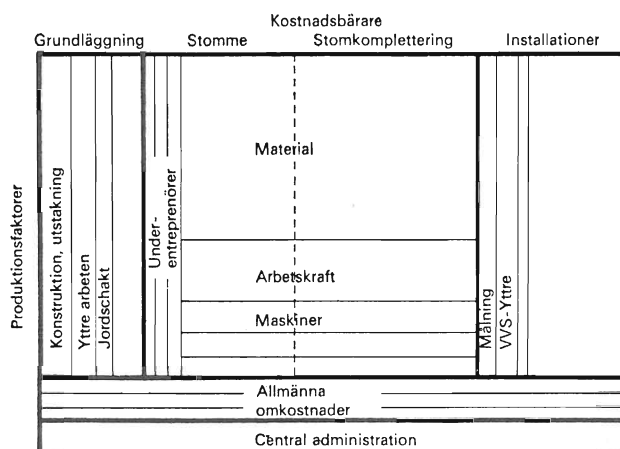 Kostnadsbärare
Grundläggning
Stomme
Stomkomplettering
Installationer
Produktionsfaktorer
Konstruktion, utstakning
Yttre arbeten
Jordschakt
Under-
entreprenörer
Material
Arbetskraft
Maskiner
Målning
VVS-Yttre
Allmänna
omkostnader
Central administration